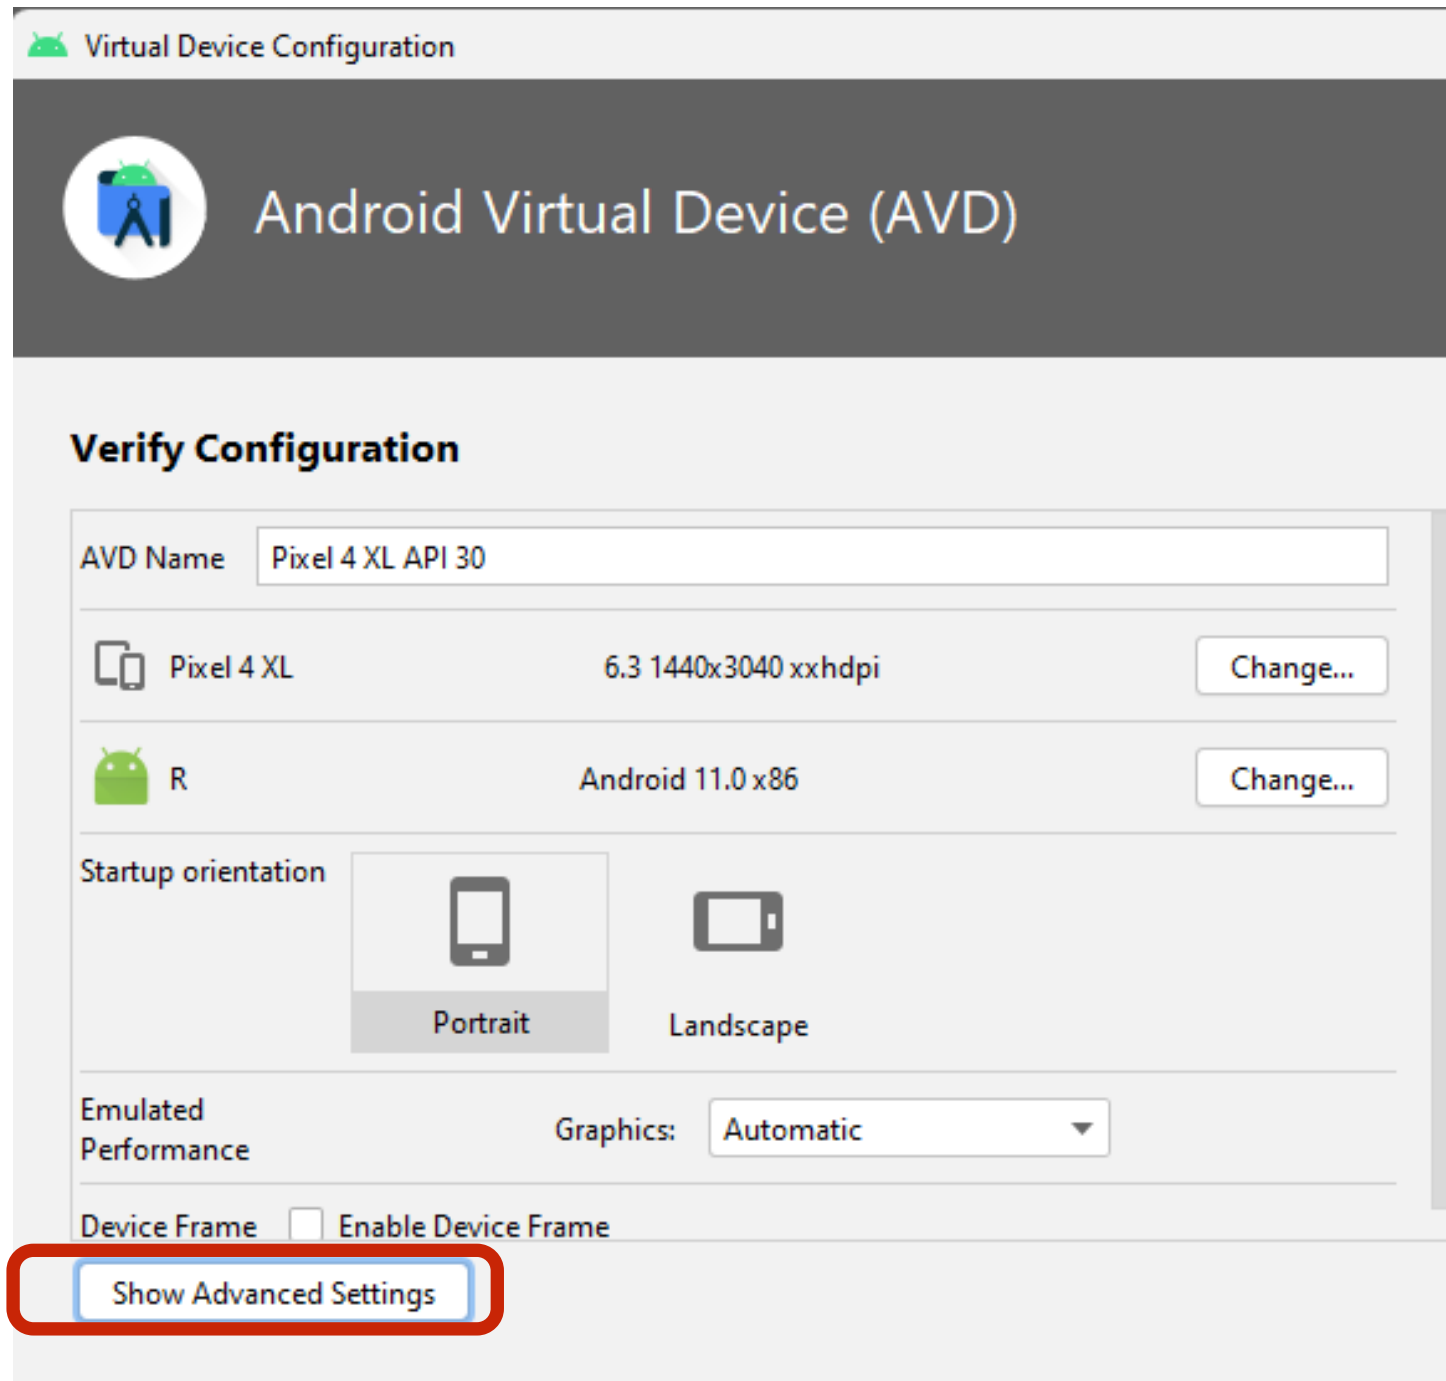 Virtual Device Configuration
Android Virtual Device (AVD)
Verify Configuration
AVD Name Pixel 4 XL API 30
Pixel 4 XL 6.3 1440x3040 xxhdpi Change...
R Android 11.0 x86 Change...
Startup orientation
Portrait Landscape
Emulated
Performance
Graphics: Automatic
Device Frame Enable Device Frame
Show Advanced Settings